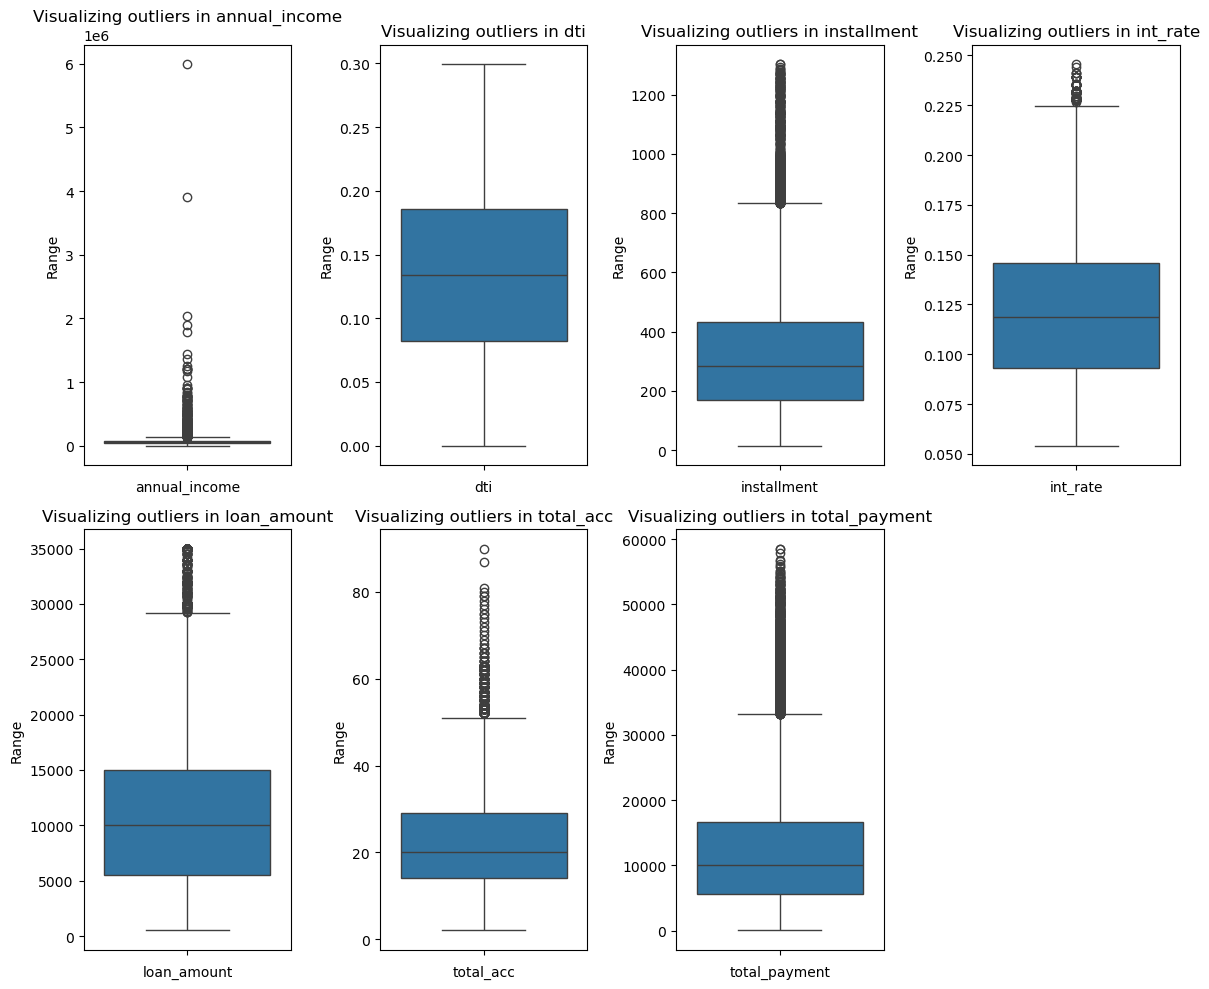 Visualizing outliers in annual_income
1e6
6
5
4
3
2
1
0
Range
annual_income
Visualizing outliers in dti
0.30
0.25
0.20
0.15
0.10
0.05
0.00
Range
dti
Visualizing outliers in installment
1200
1000
800
600
400
200
0
Range
installment
Visualizing outliers in int_rate
0.250
0.225
0.200
0.175
0.150
0.125
0.100
0.075
0.050
Range
int_rate
Visualizing outliers in loan_amount
35000
30000
25000
20000
15000
10000
5000
0
Range
loan_amount
Visualizing outliers in total_acc
80
60
40
20
0
Range
total_acc
Visualizing outliers in total_payment
60000
50000
40000
30000
20000
10000
0
Range
total_payment